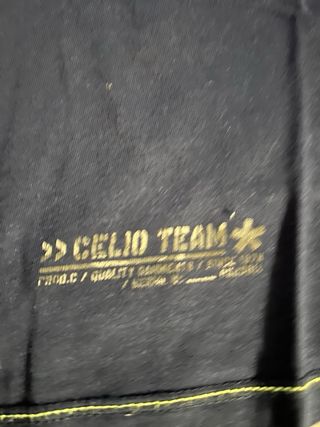 >> CELIO TEAM *
PROD.C / QUALITY GARMENTS / SINCE 1978